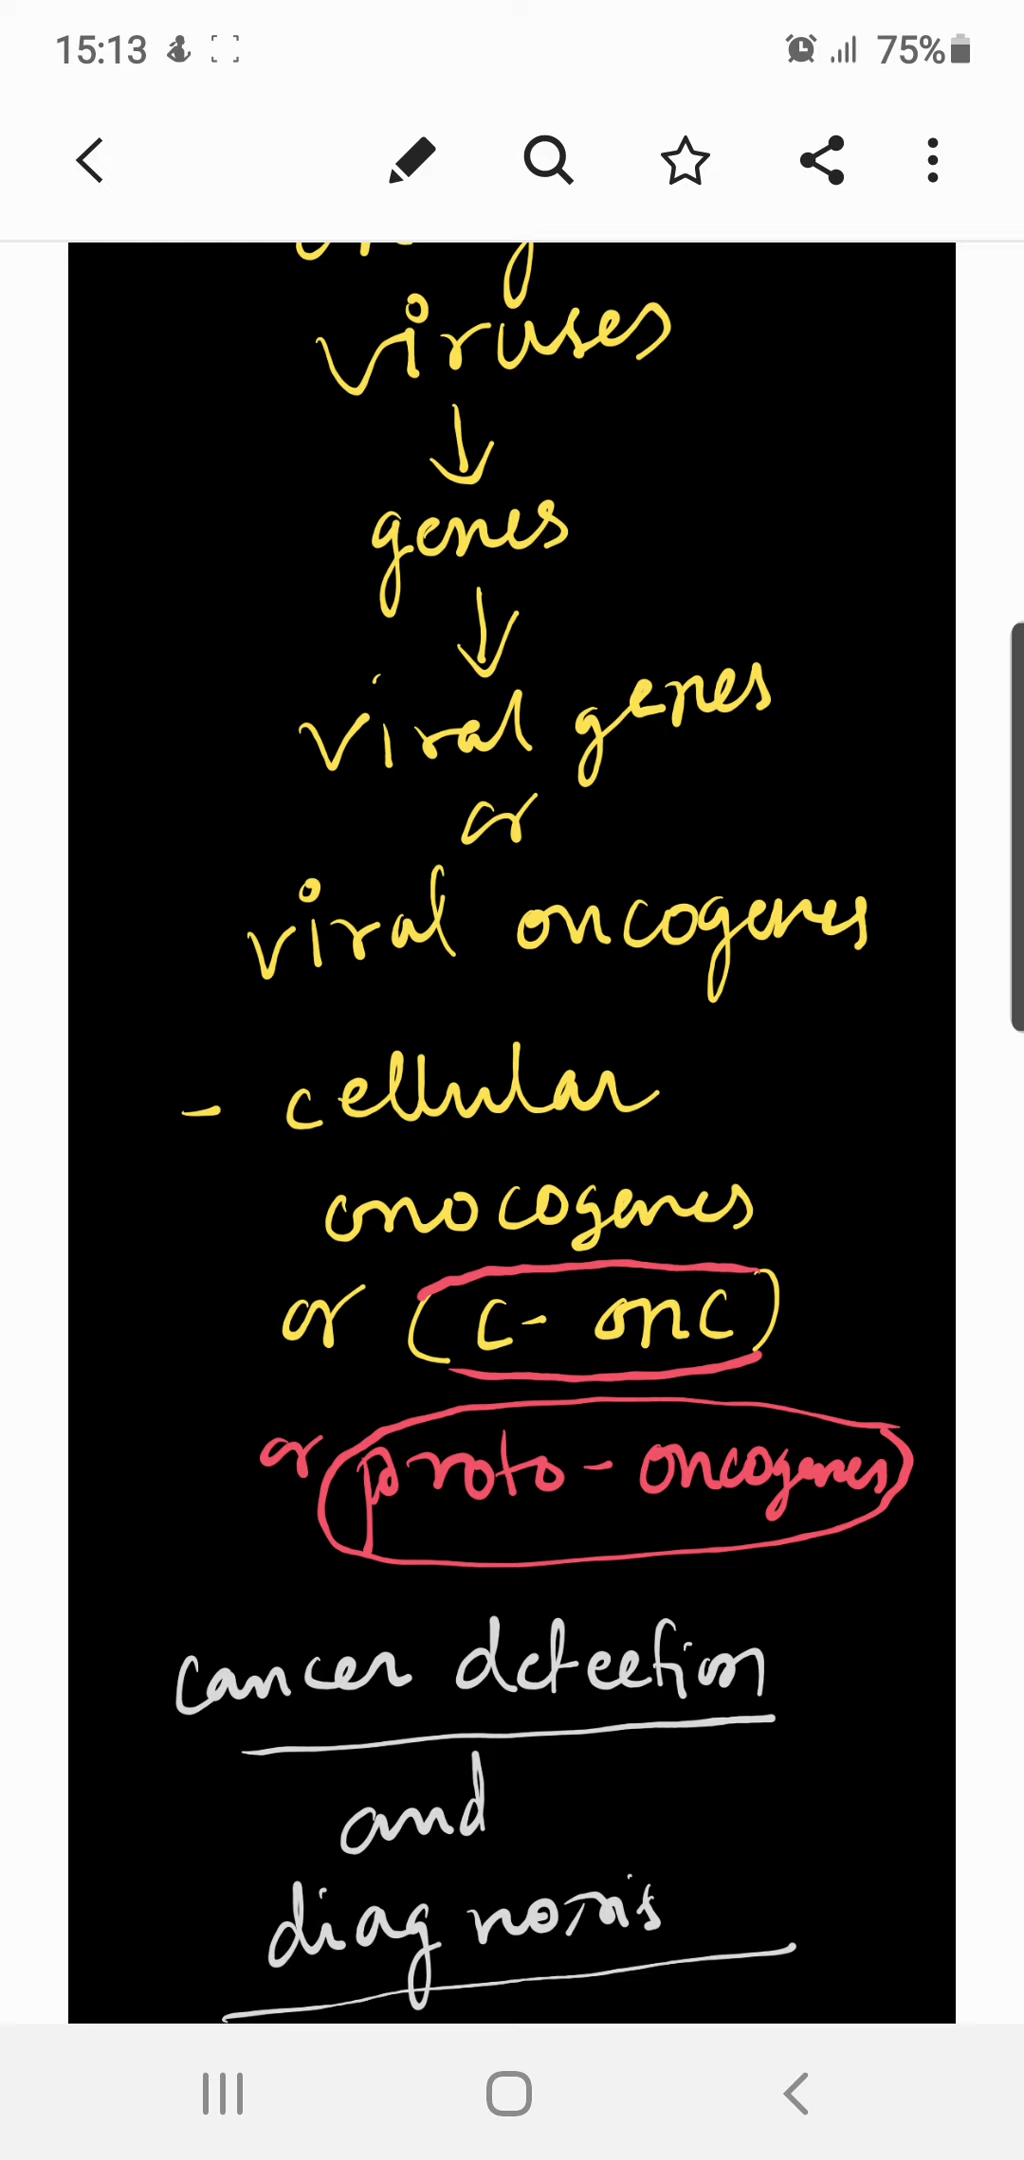 15:13
75%
viruses
genes
viral genes
or
viral oncogenes
- cellular
onocogenes
or (c-onc)
or proto-oncogenes
cancer detection
and
diagnosis